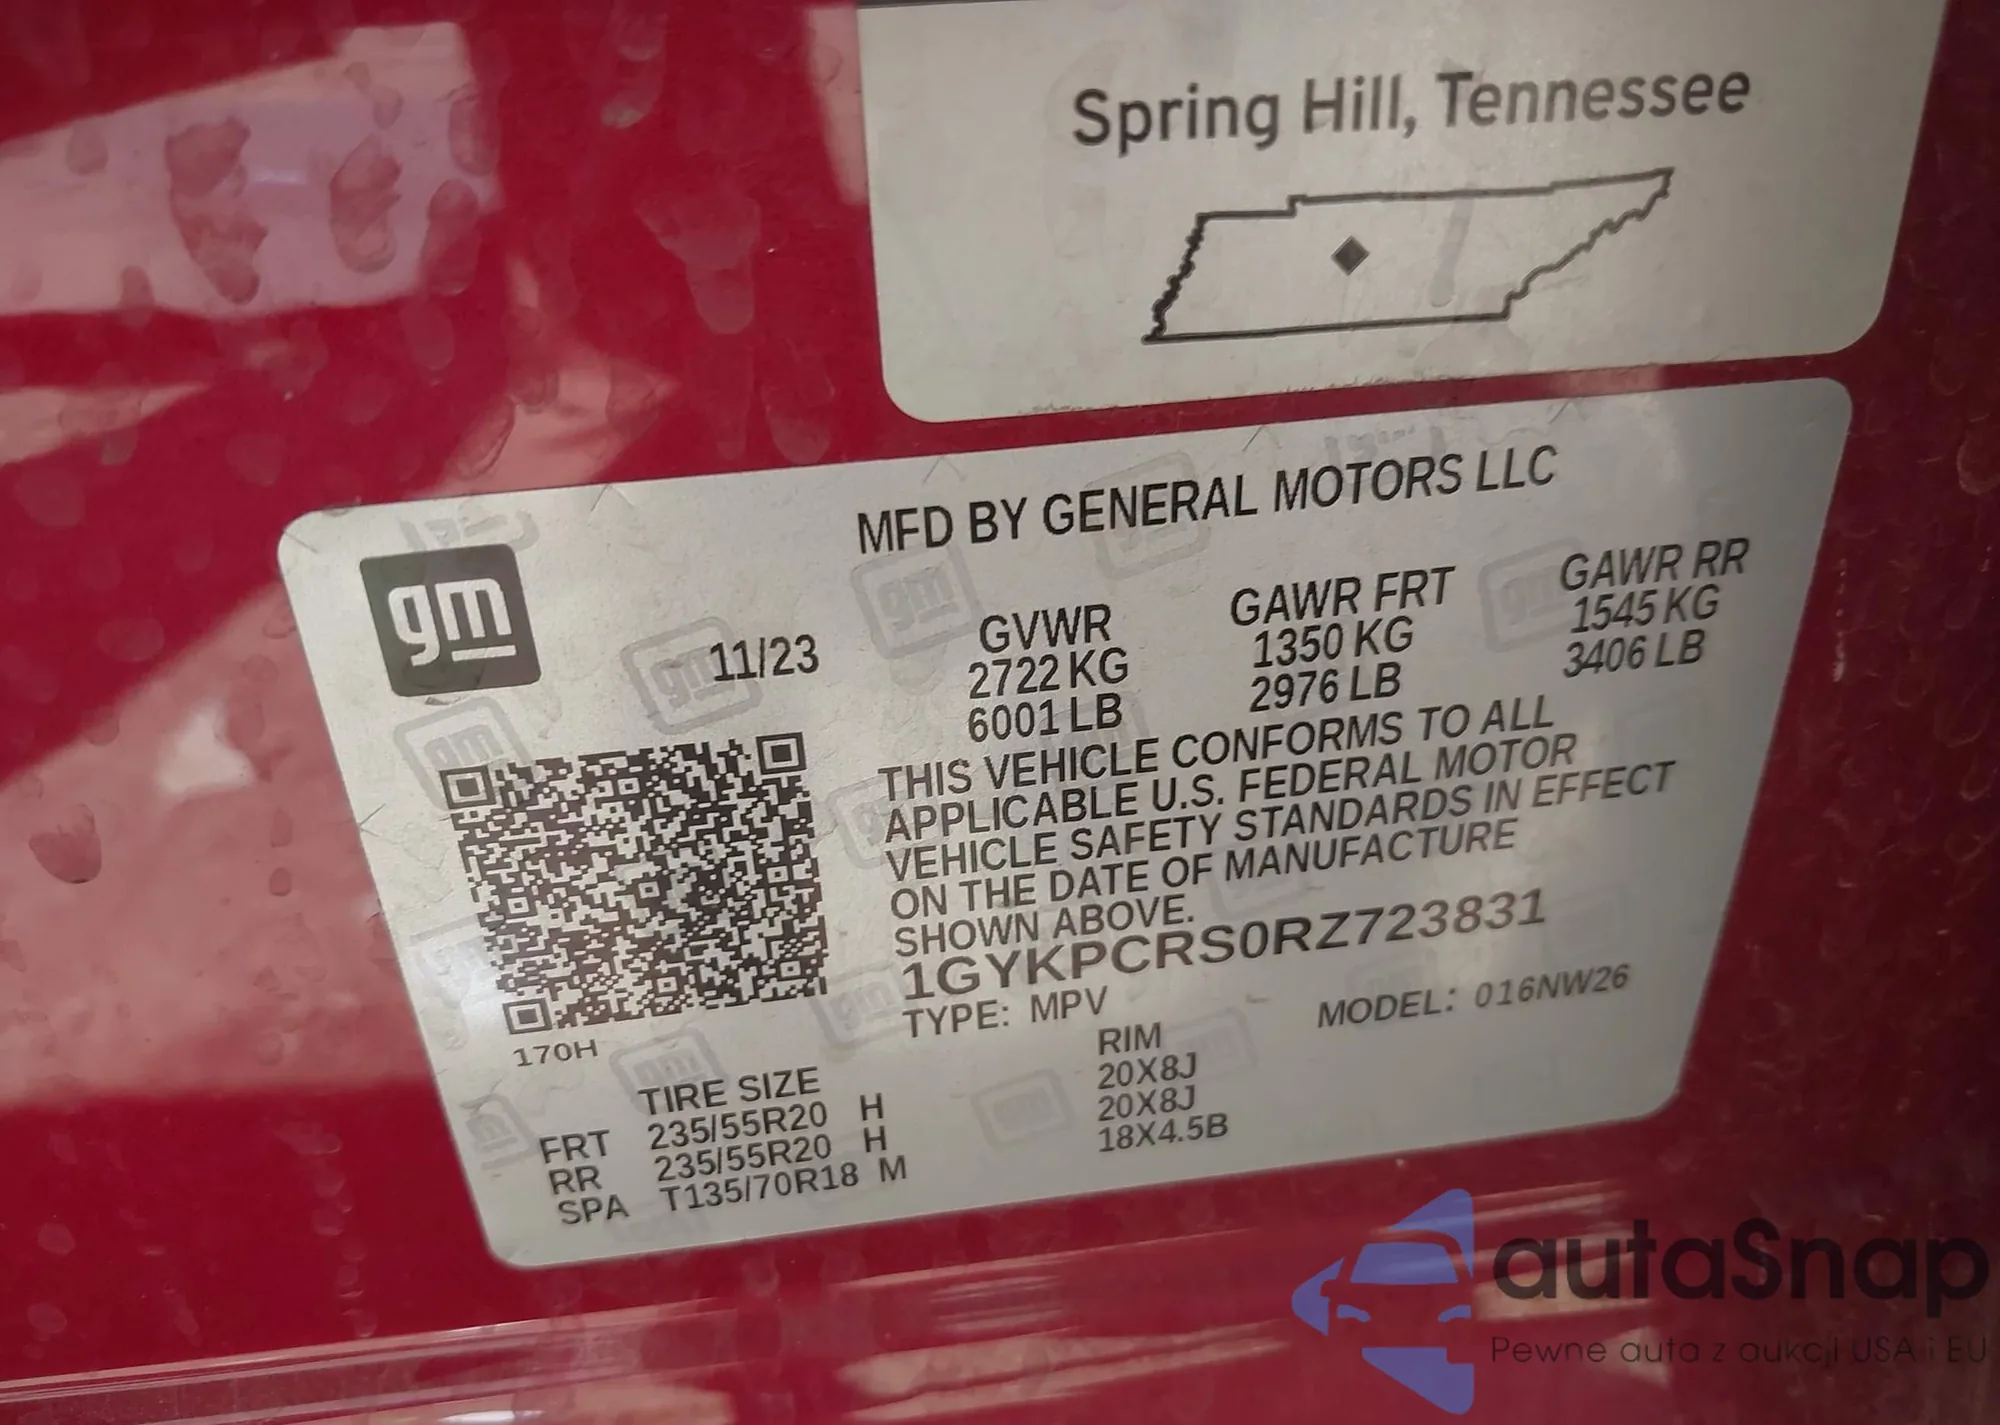 Spring Hill, Tennessee
MFD BY GENERAL MOTORS LLC
gm
11/23
GVWR GAWR FRT GAWR RR
2722 KG 1350 KG 1545 KG
6001 LB 2976 LB 3406 LB
THIS VEHICLE CONFORMS TO ALL
APPLICABLE U.S. FEDERAL MOTOR
VEHICLE SAFETY STANDARDS IN EFFECT
ON THE DATE OF MANUFACTURE
SHOWN ABOVE.
1GYKPCRS0RZ723831
TYPE: MPV MODEL: 016NW26
170H
TIRE SIZE RIM
FRT 235/55R20 H 20X8J
RR 235/55R20 H 20X8J
SPA T135/70R18 M 18X4.5B
autaSnap
Pewne auta z aukcji USA i EU